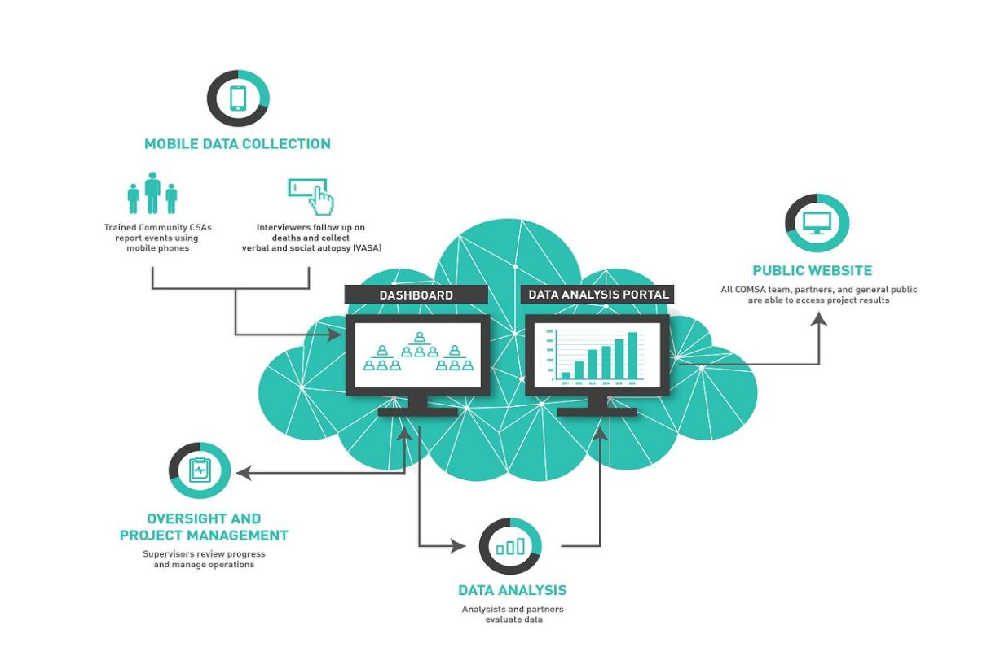 MOBILE DATA COLLECTION
Trained Community CSAs
report events using
mobile phones
Interviewers follow up on
deaths and collect
verbal and social autopsy (VASA)
DASHBOARD
DATA ANALYSIS PORTAL
PUBLIC WEBSITE
All COMSA team, partners, and general public
are able to access project results
OVERSIGHT AND
PROJECT MANAGEMENT
Supervisors review progress
and manage operations
DATA ANALYSIS
Analysists and partners
evaluate data